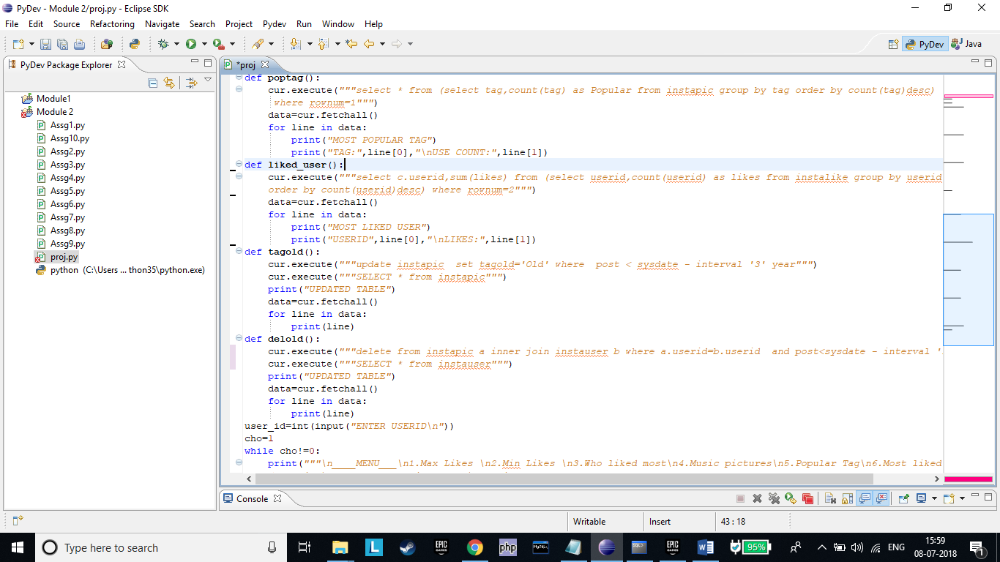 PyDev - Module 2/proj.py - Eclipse SDK
File Edit Source Refactoring Navigate Search Project Pydev Run Window Help
PyDev
Java
PyDev Package Explorer
Module1
Module 2
Assg1.py
Assg10.py
Assg2.py
Assg3.py
Assg4.py
Assg5.py
Assg6.py
Assg7.py
Assg8.py
Assg9.py
proj.py
python (C:\Users ... thon35\python.exe)
*proj
def poptag():
cur.execute("""select * from (select tag,count(tag) as Popular from instapic group by tag order by count(tag)desc)
where rownum=1""")
data=cur.fetchall()
for line in data:
print("MOST POPULAR TAG")
print("TAG:",line[0],"\nUSE COUNT:",line[1])
def liked_user():
cur.execute("""select c.userid,sum(likes) from (select userid,count(userid) as likes from instalike group by userid
order by count(userid)desc) where rownum=2""")
data=cur.fetchall()
for line in data:
print("MOST LIKED USER")
print("USERID",line[0],"\nLIKES:",line[1])
def tagold():
cur.execute("""update instapic  set tagold='Old' where  post < sysdate - interval '3' year""")
cur.execute("""SELECT * from instapic""")
print("UPDATED TABLE")
data=cur.fetchall()
for line in data:
print(line)
def delold():
cur.execute("""delete from instapic a inner join instauser b where a.userid=b.userid  and post<sysdate - interval '
cur.execute("""SELECT * from instauser""")
print("UPDATED TABLE")
data=cur.fetchall()
for line in data:
print(line)
user_id=int(input("ENTER USERID\n"))
cho=1
while cho!=0:
print("""\n____MENU___\n1.Max Likes \n2.Min Likes \n3.Who liked most\n4.Music pictures\n5.Popular Tag\n6.Most liked
Console
Writable
Insert
43 : 18
Type here to search
L
EPIC GAMES
php
MySQL
SQL>
EPIC GAMES
W
95%
ENG
15:59
08-07-2018
1